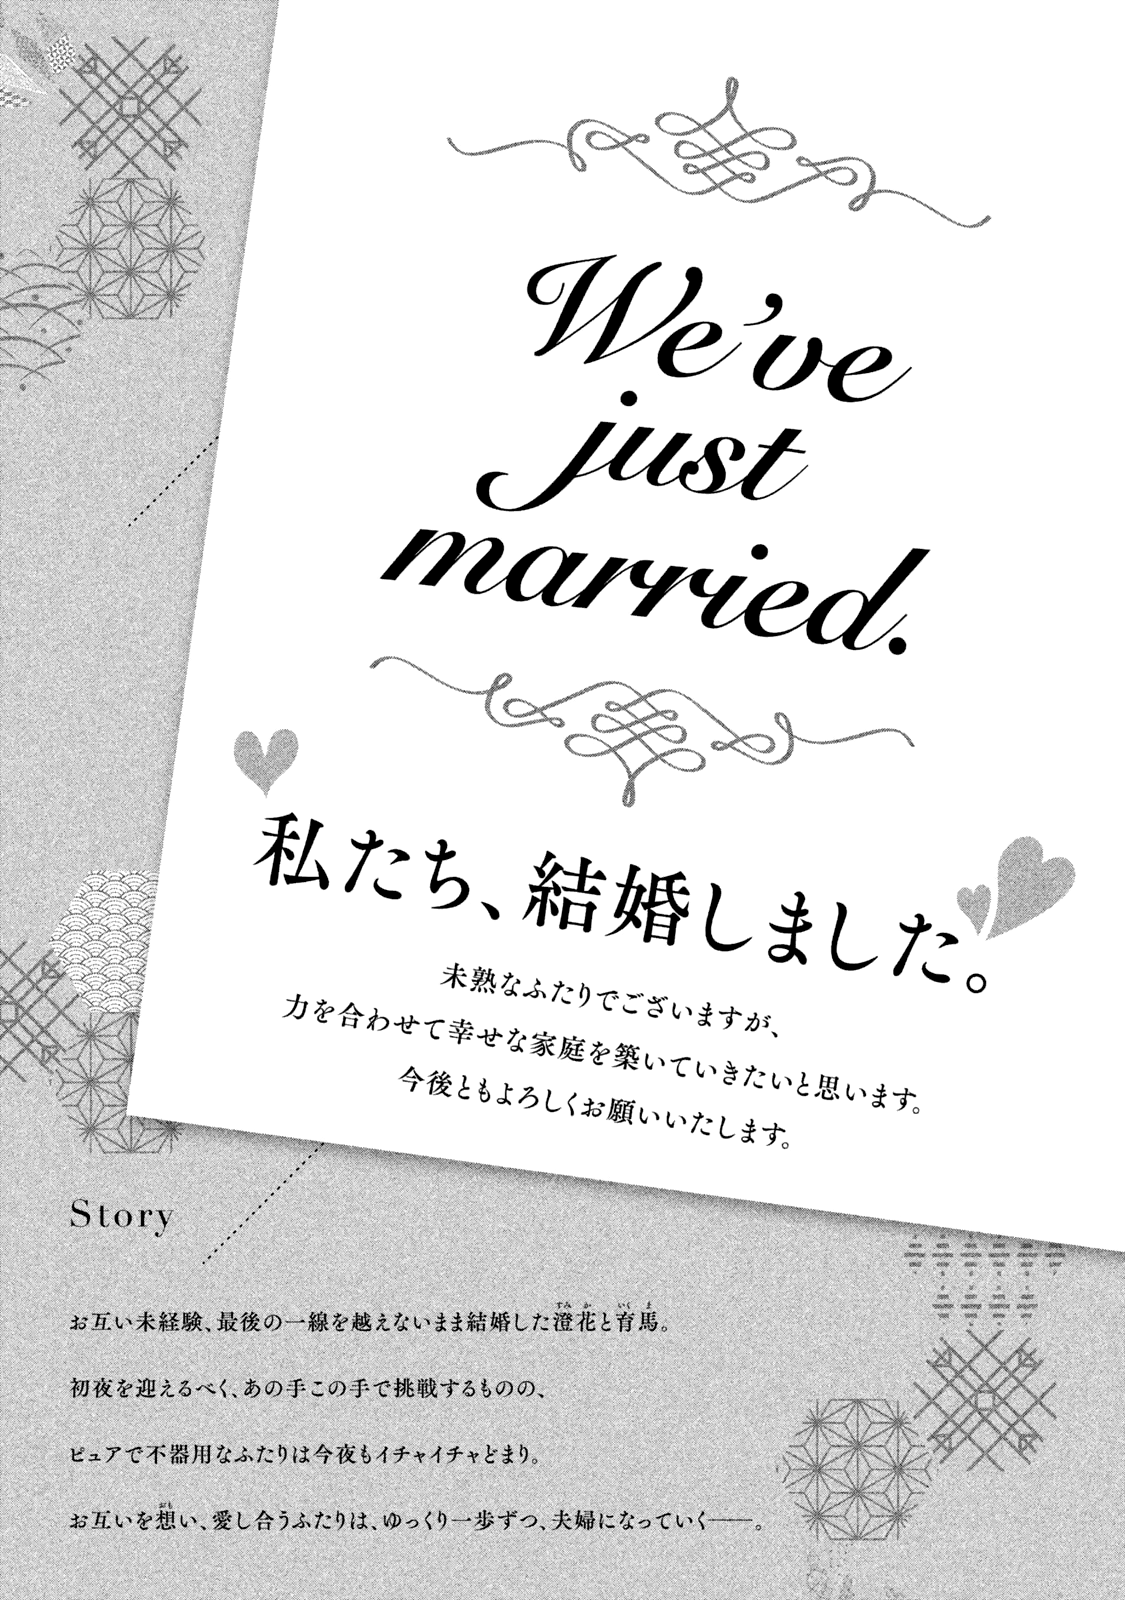 We've
just
married.
私たち、結婚しました。
未熟なふたりでございますが、
力を合わせて幸せな家庭を築いていきたいと思います。
今後ともよろしくお願いいたします。
Story
お互い未経験、最後の一線を越えないまま結婚した澄花と育馬。
初夜を迎えるべく、あの手この手で挑戦するものの、
ピュアで不器用なふたりは今夜もイチャイチャどまり。
お互いを想い、愛し合うふたりは、ゆっくり一歩ずつ、夫婦になっていく──。